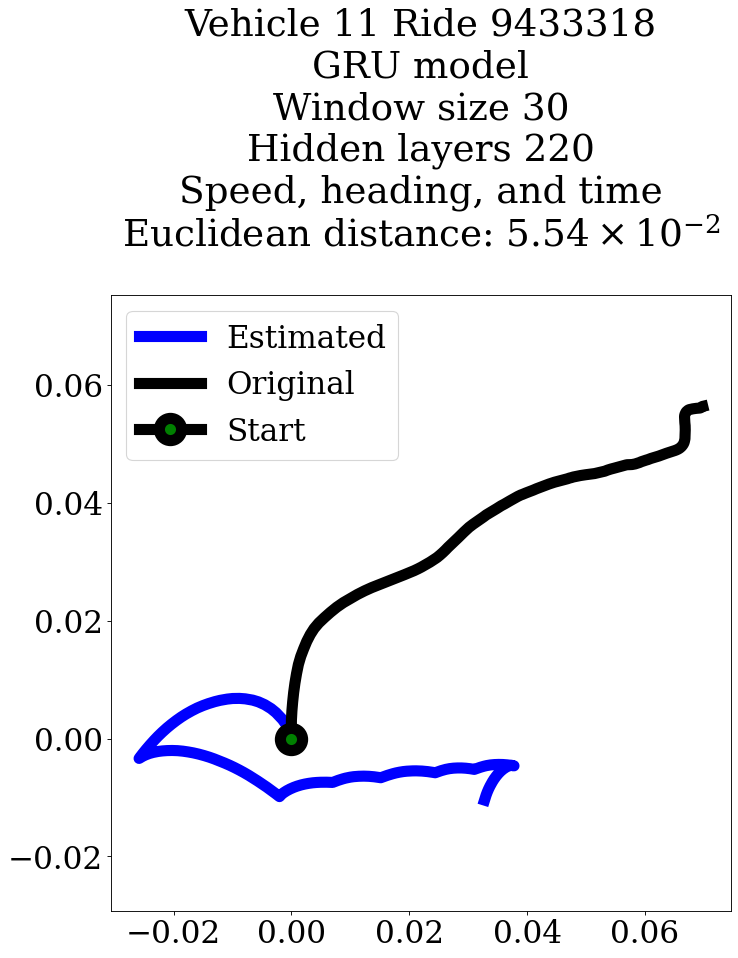 Vehicle 11 Ride 9433318
GRU model
Window size 30
Hidden layers 220
Speed, heading, and time
Euclidean distance: 5.54 × 10⁻²
Estimated
Original
Start
0.06
0.04
0.02
0.00
−0.02
−0.02 0.00 0.02 0.04 0.06